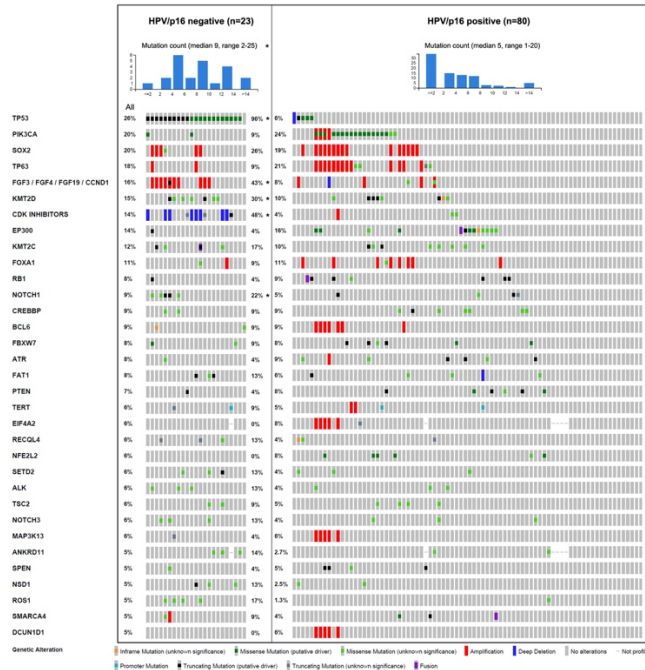 HPV/p16 negative (n=23)
HPV/p16 positive (n=80)
Mutation count (median 9, range 2-25) *
Mutation count (median 5, range 1-20)
All
TP53 26% 96% * 6%
PIK3CA 20% 9% 24%
SOX2 20% 26% 19%
TP63 18% 9% 21%
FGF3 / FGF4 / FGF19 / CCND1 16% 43% * 8%
KMT2D 15% 30% * 10%
CDK INHIBITORS 14% 48% * 4%
EP300 14% 4% 16%
KMT2C 12% 17% 10%
FOXA1 11% 9% 11%
RB1 8% 4% 9%
NOTCH1 9% 22% * 5%
CREBBP 9% 9% 9%
BCL6 9% 9% 9%
FBXW7 8% 9% 8%
ATR 8% 4% 9%
FAT1 8% 13% 6%
PTEN 7% 4% 8%
TERT 6% 9% 5%
EIF4A2 6% 0% 8%
RECQL4 6% 13% 4%
NFE2L2 6% 0% 8%
SETD2 6% 13% 4%
ALK 6% 13% 4%
TSC2 6% 9% 5%
NOTCH3 6% 13% 4%
MAP3K13 6% 4% 6%
ANKRD11 5% 14% 2.7%
SPEN 5% 4% 5%
NSD1 5% 13% 2.5%
ROS1 5% 17% 1.3%
SMARCA4 5% 9% 4%
DCUN1D1 5% 0% 6%
Genetic Alteration Inframe Mutation (unknown significance) Missense Mutation (putative driver) Missense Mutation (unknown significance) Amplification Deep Deletion No alterations Not profi
Promoter Mutation Truncating Mutation (putative driver) Truncating Mutation (unknown significance) Fusion